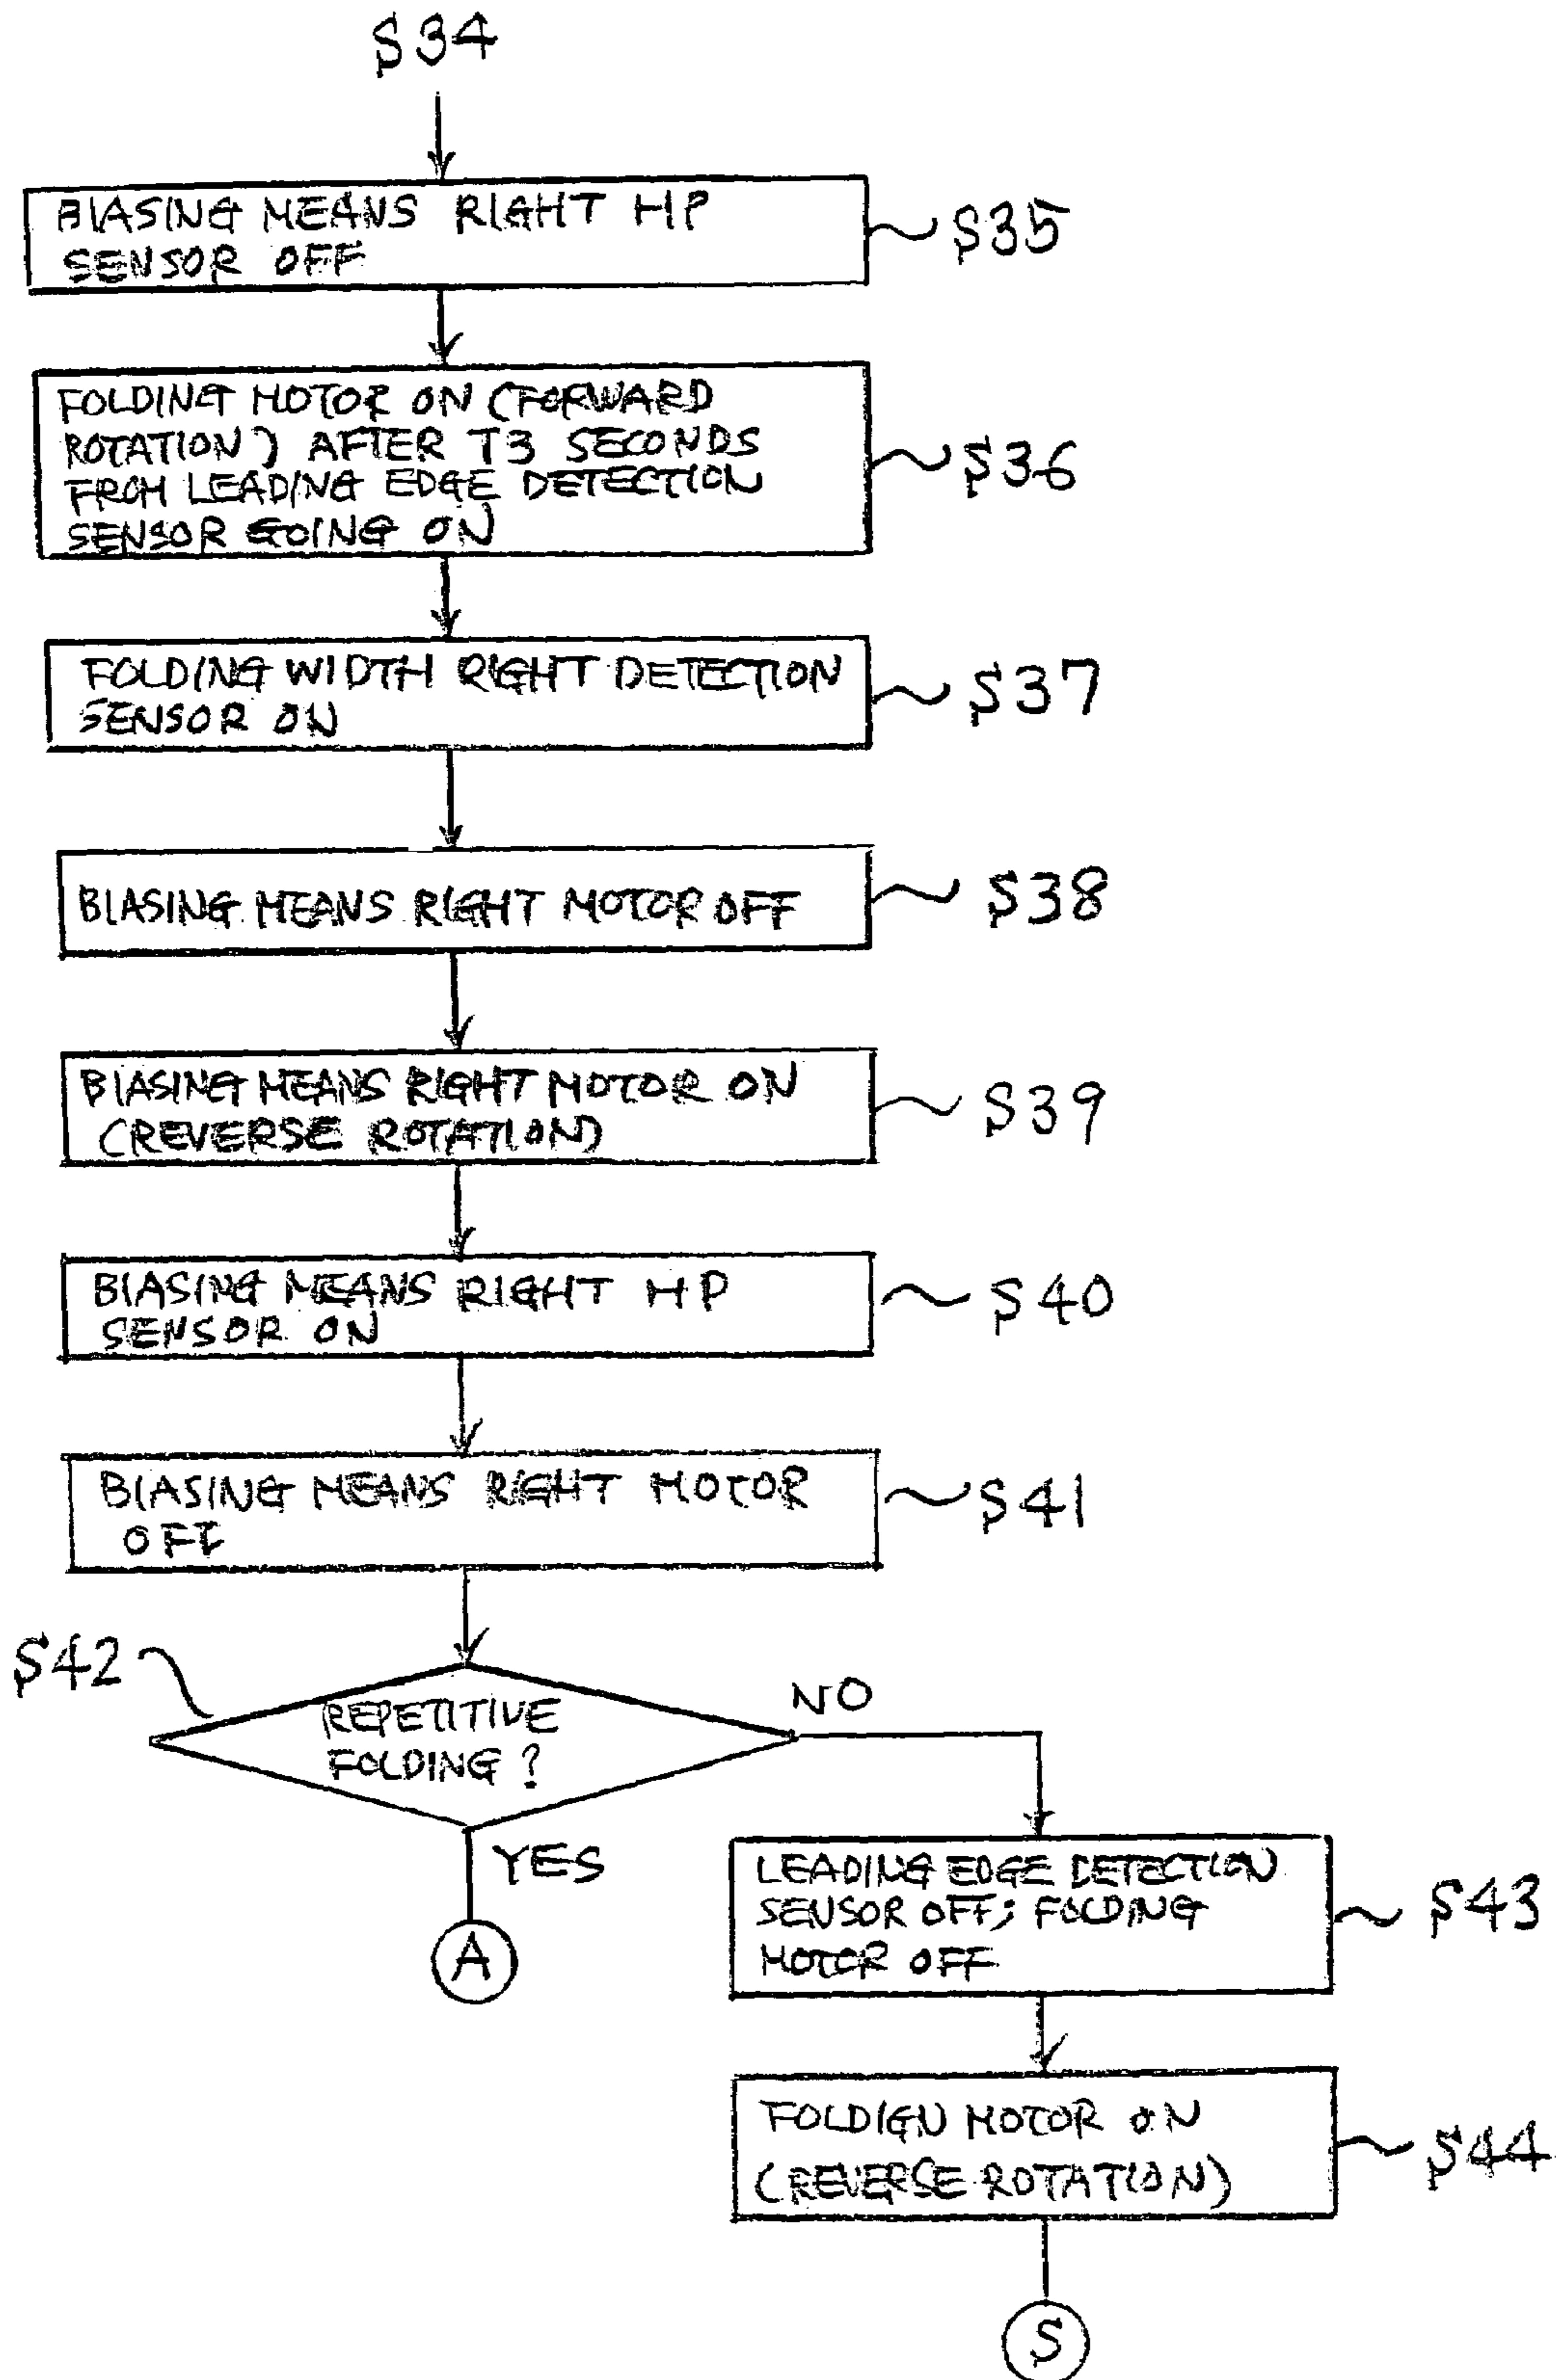 S34
BIASING MEANS RIGHT HP
SENSOR OFF
S35
FOLDING MOTOR ON (FORWARD
ROTATION) AFTER T3 SECONDS
FROM LEADING EDGE DETECTION
SENSOR GOING ON
S36
FOLDING WIDTH RIGHT DETECTION
SENSOR ON
S37
BIASING MEANS RIGHT MOTOR OFF
S38
BIASING MEANS RIGHT MOTOR ON
(REVERSE ROTATION)
S39
BIASING MEANS RIGHT HP
SENSOR ON
S40
BIASING MEANS RIGHT MOTOR
OFF
S41
S42
REPETITIVE
FOLDING?
NO
YES
A
LEADING EDGE DETECTION
SENSOR OFF; FOLDING
MOTOR OFF
S43
FOLDIGN MOTOR ON
(REVERSE ROTATION)
S44
S